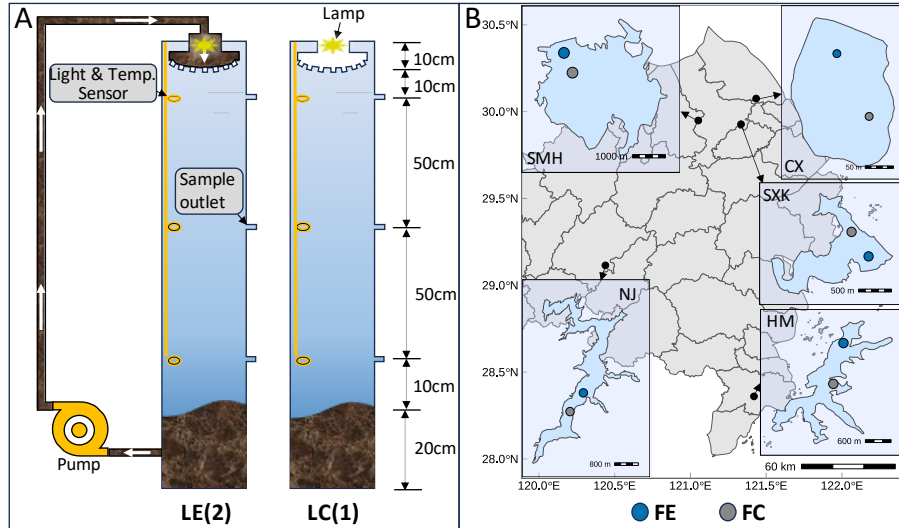 A
Lamp
10cm
10cm
Light & Temp.
Sensor
50cm
Sample
outlet
50cm
10cm
20cm
Pump
LE(2)
LC(1)
B
30.5°N
30.0°N
29.5°N
29.0°N
28.5°N
28.0°N
SMH
1000 m
CX
50 m
SXK
500 m
NJ
800 m
HM
600 m
60 km
120.0°E
120.5°E
121.0°E
121.5°E
122.0°E
FE
FC